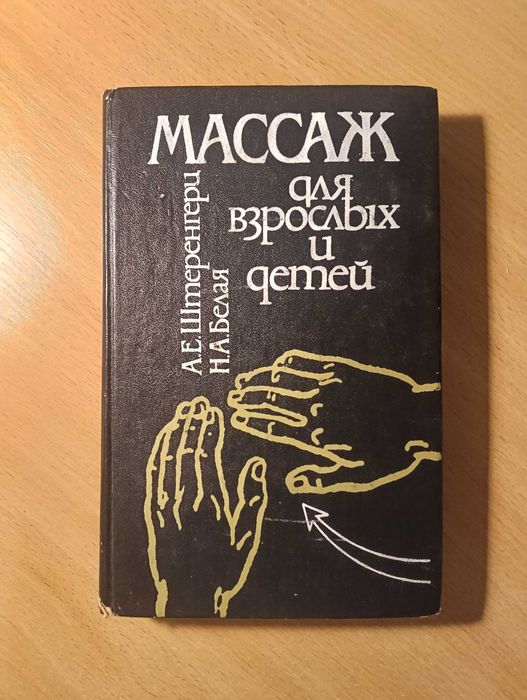 МАССАЖ
для
взрослых
и
детей
А.Е.Штеренгерц
Н.А.Белая